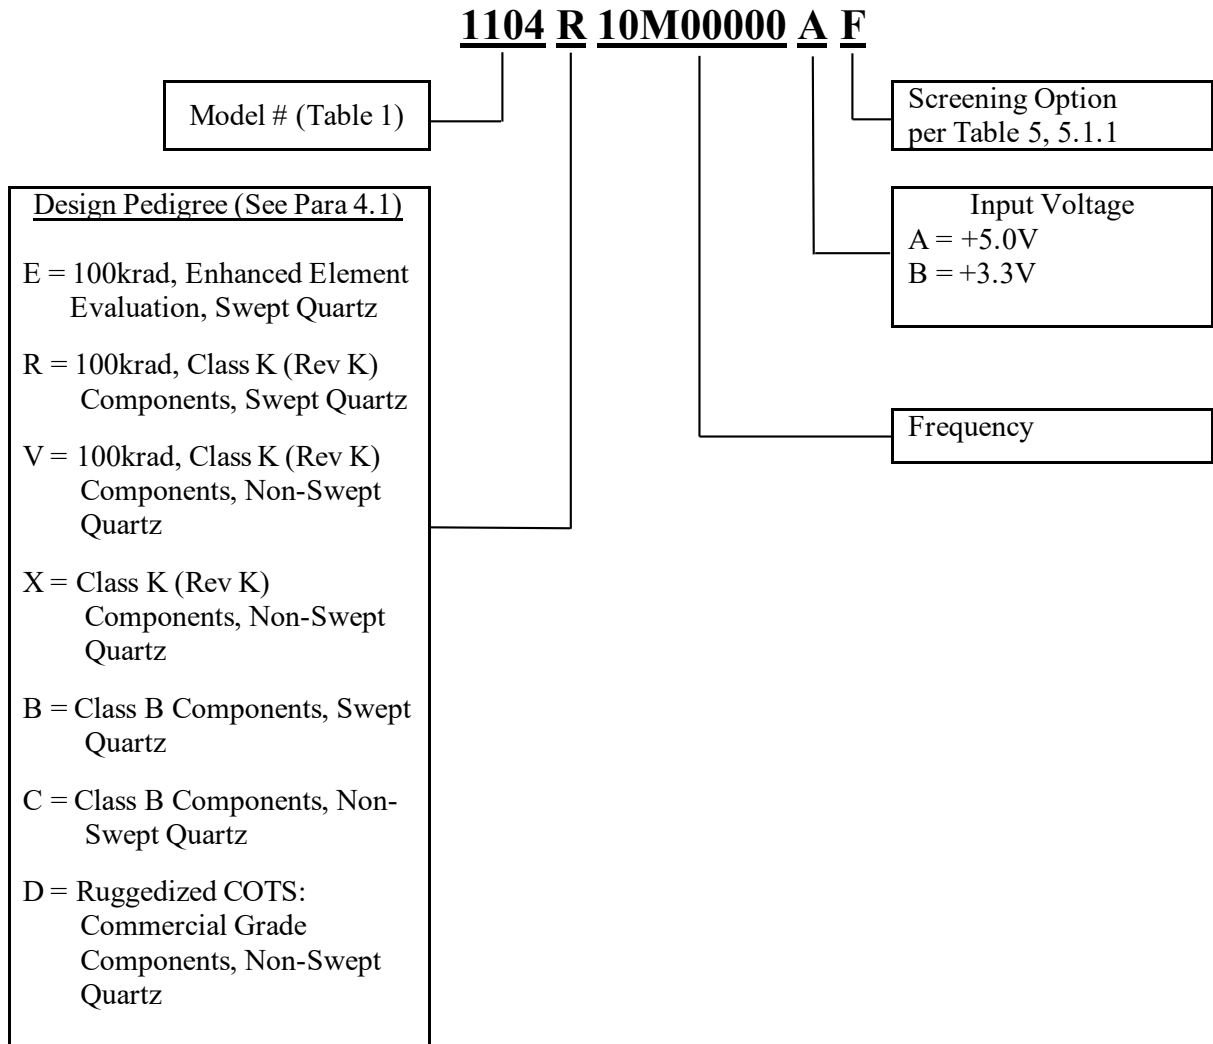 1104 R 10M00000 A F
Model # (Table 1)
Screening Option
per Table 5, 5.1.1
Design Pedigree (See Para 4.1)
E = 100krad, Enhanced Element
Evaluation, Swept Quartz
R = 100krad, Class K (Rev K)
Components, Swept Quartz
V = 100krad, Class K (Rev K)
Components, Non-Swept
Quartz
X = Class K (Rev K)
Components, Non-Swept
Quartz
B = Class B Components, Swept
Quartz
C = Class B Components, Non-
Swept Quartz
D = Ruggedized COTS:
Commercial Grade
Components, Non-Swept
Quartz
Input Voltage
A = +5.0V
B = +3.3V
Frequency